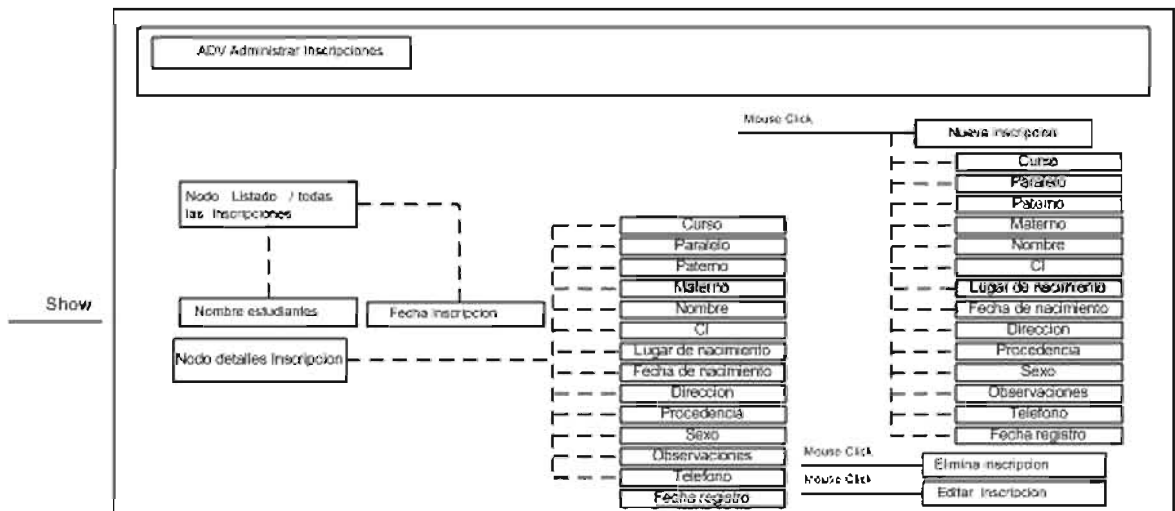 ADV Administrar Inscripciones
Mouse Click
Nueva inscripcion
Curso
Paralelo
Paterno
Materno
Nombre
CI
Lugar de nacimiento
Fecha de nacimiento
Direccion
Procedencia
Sexo
Observaciones
Telefono
Fecha registro
Nodo Listado / todas
las Inscripciones
Nombre estudiantes
Fecha Inscripcion
Show
Nodo detalles Inscripcion
Curso
Paralelo
Paterno
Materno
Nombre
CI
Lugar de nacimiento
Fecha de nacimiento
Direccion
Procedencia
Sexo
Observaciones
Telefono
Fecha registro
Mouse Click
Elimina inscripcion
Mouse Click
Editar Inscripcion